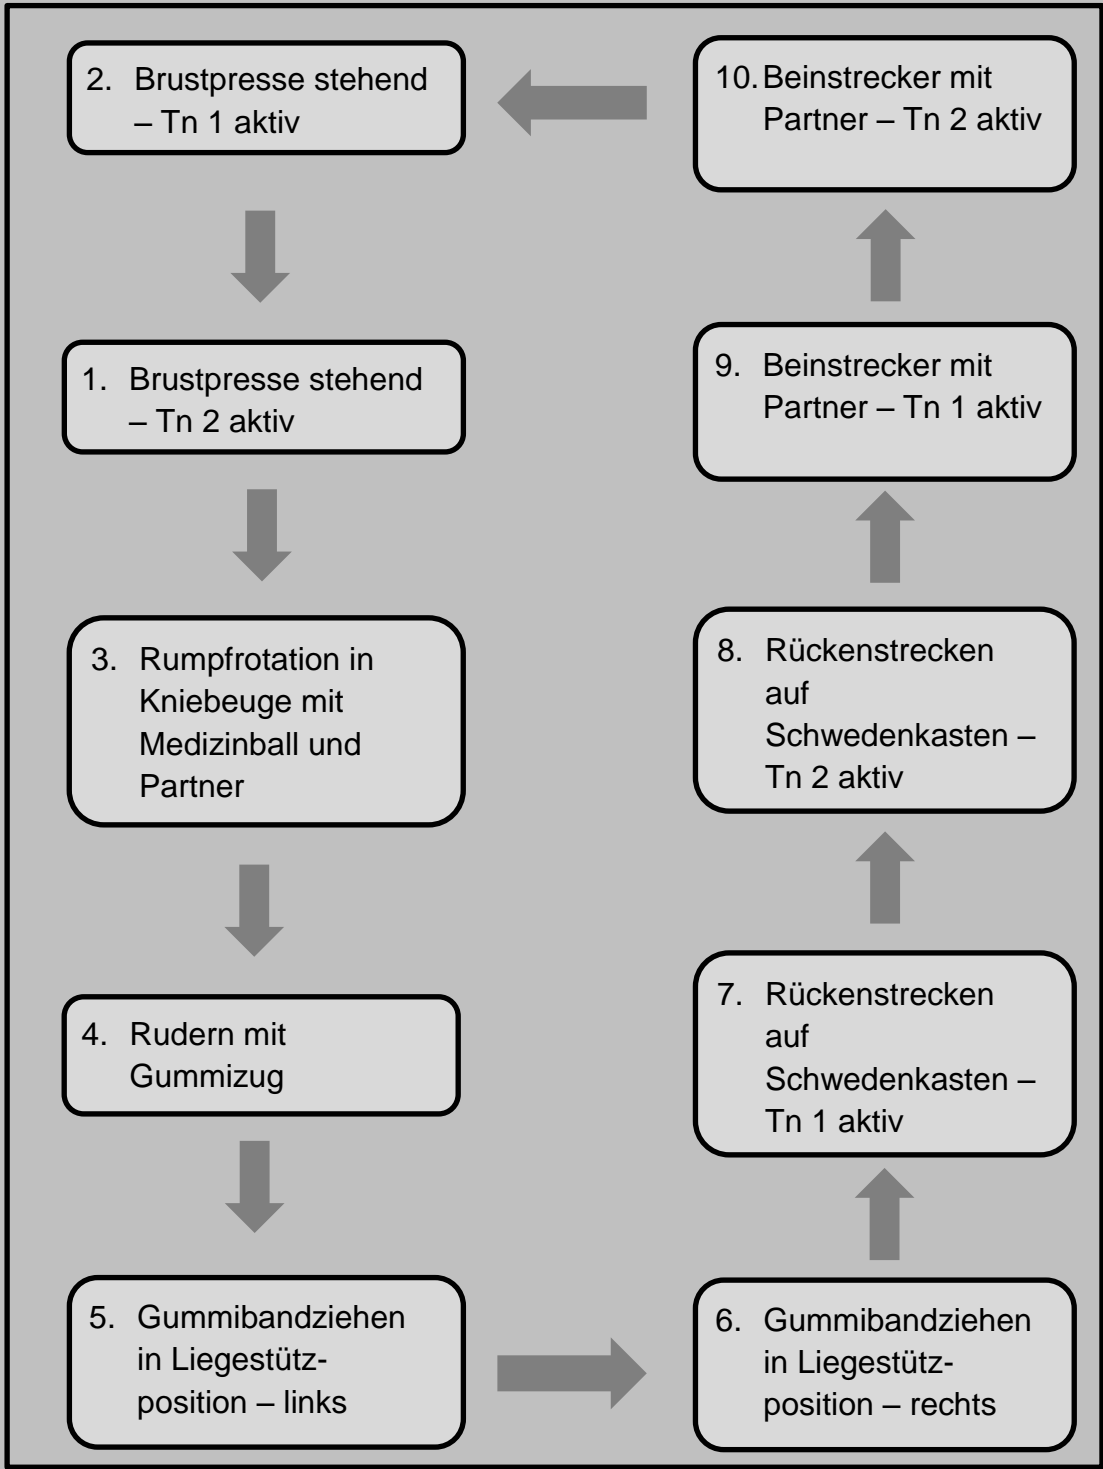 2. Brustpresse stehend
– Tn 1 aktiv
1. Brustpresse stehend
– Tn 2 aktiv
3. Rumpfrotation in
Kniebeuge mit
Medizinball und
Partner
4. Rudern mit
Gummizug
5. Gummibandziehen
in Liegestütz-
position – links
6. Gummibandziehen
in Liegestütz-
position – rechts
7. Rückenstrecken
auf
Schwedenkasten –
Tn 1 aktiv
8. Rückenstrecken
auf
Schwedenkasten –
Tn 2 aktiv
9. Beinstrecker mit
Partner – Tn 1 aktiv
10. Beinstrecker mit
Partner – Tn 2 aktiv